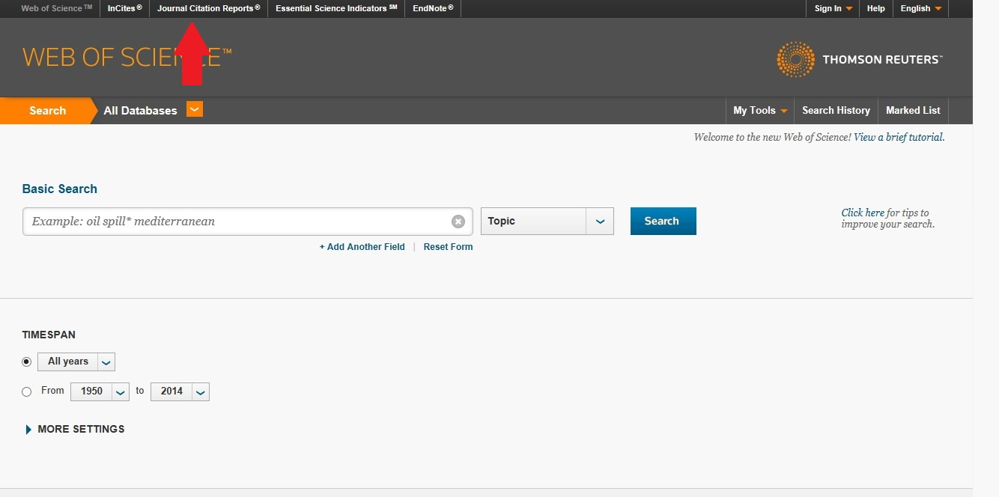 Web of Science™ InCites® Journal Citation Reports® Essential Science Indicators℠ EndNote® Sign In Help English
WEB OF SCIENCE™ THOMSON REUTERS™
Search All Databases My Tools Search History Marked List
Welcome to the new Web of Science! View a brief tutorial.
Basic Search
Example: oil spill* mediterranean Topic Search
Click here for tips to
improve your search.
+ Add Another Field | Reset Form
TIMESPAN
All years
From 1950 to 2014
MORE SETTINGS